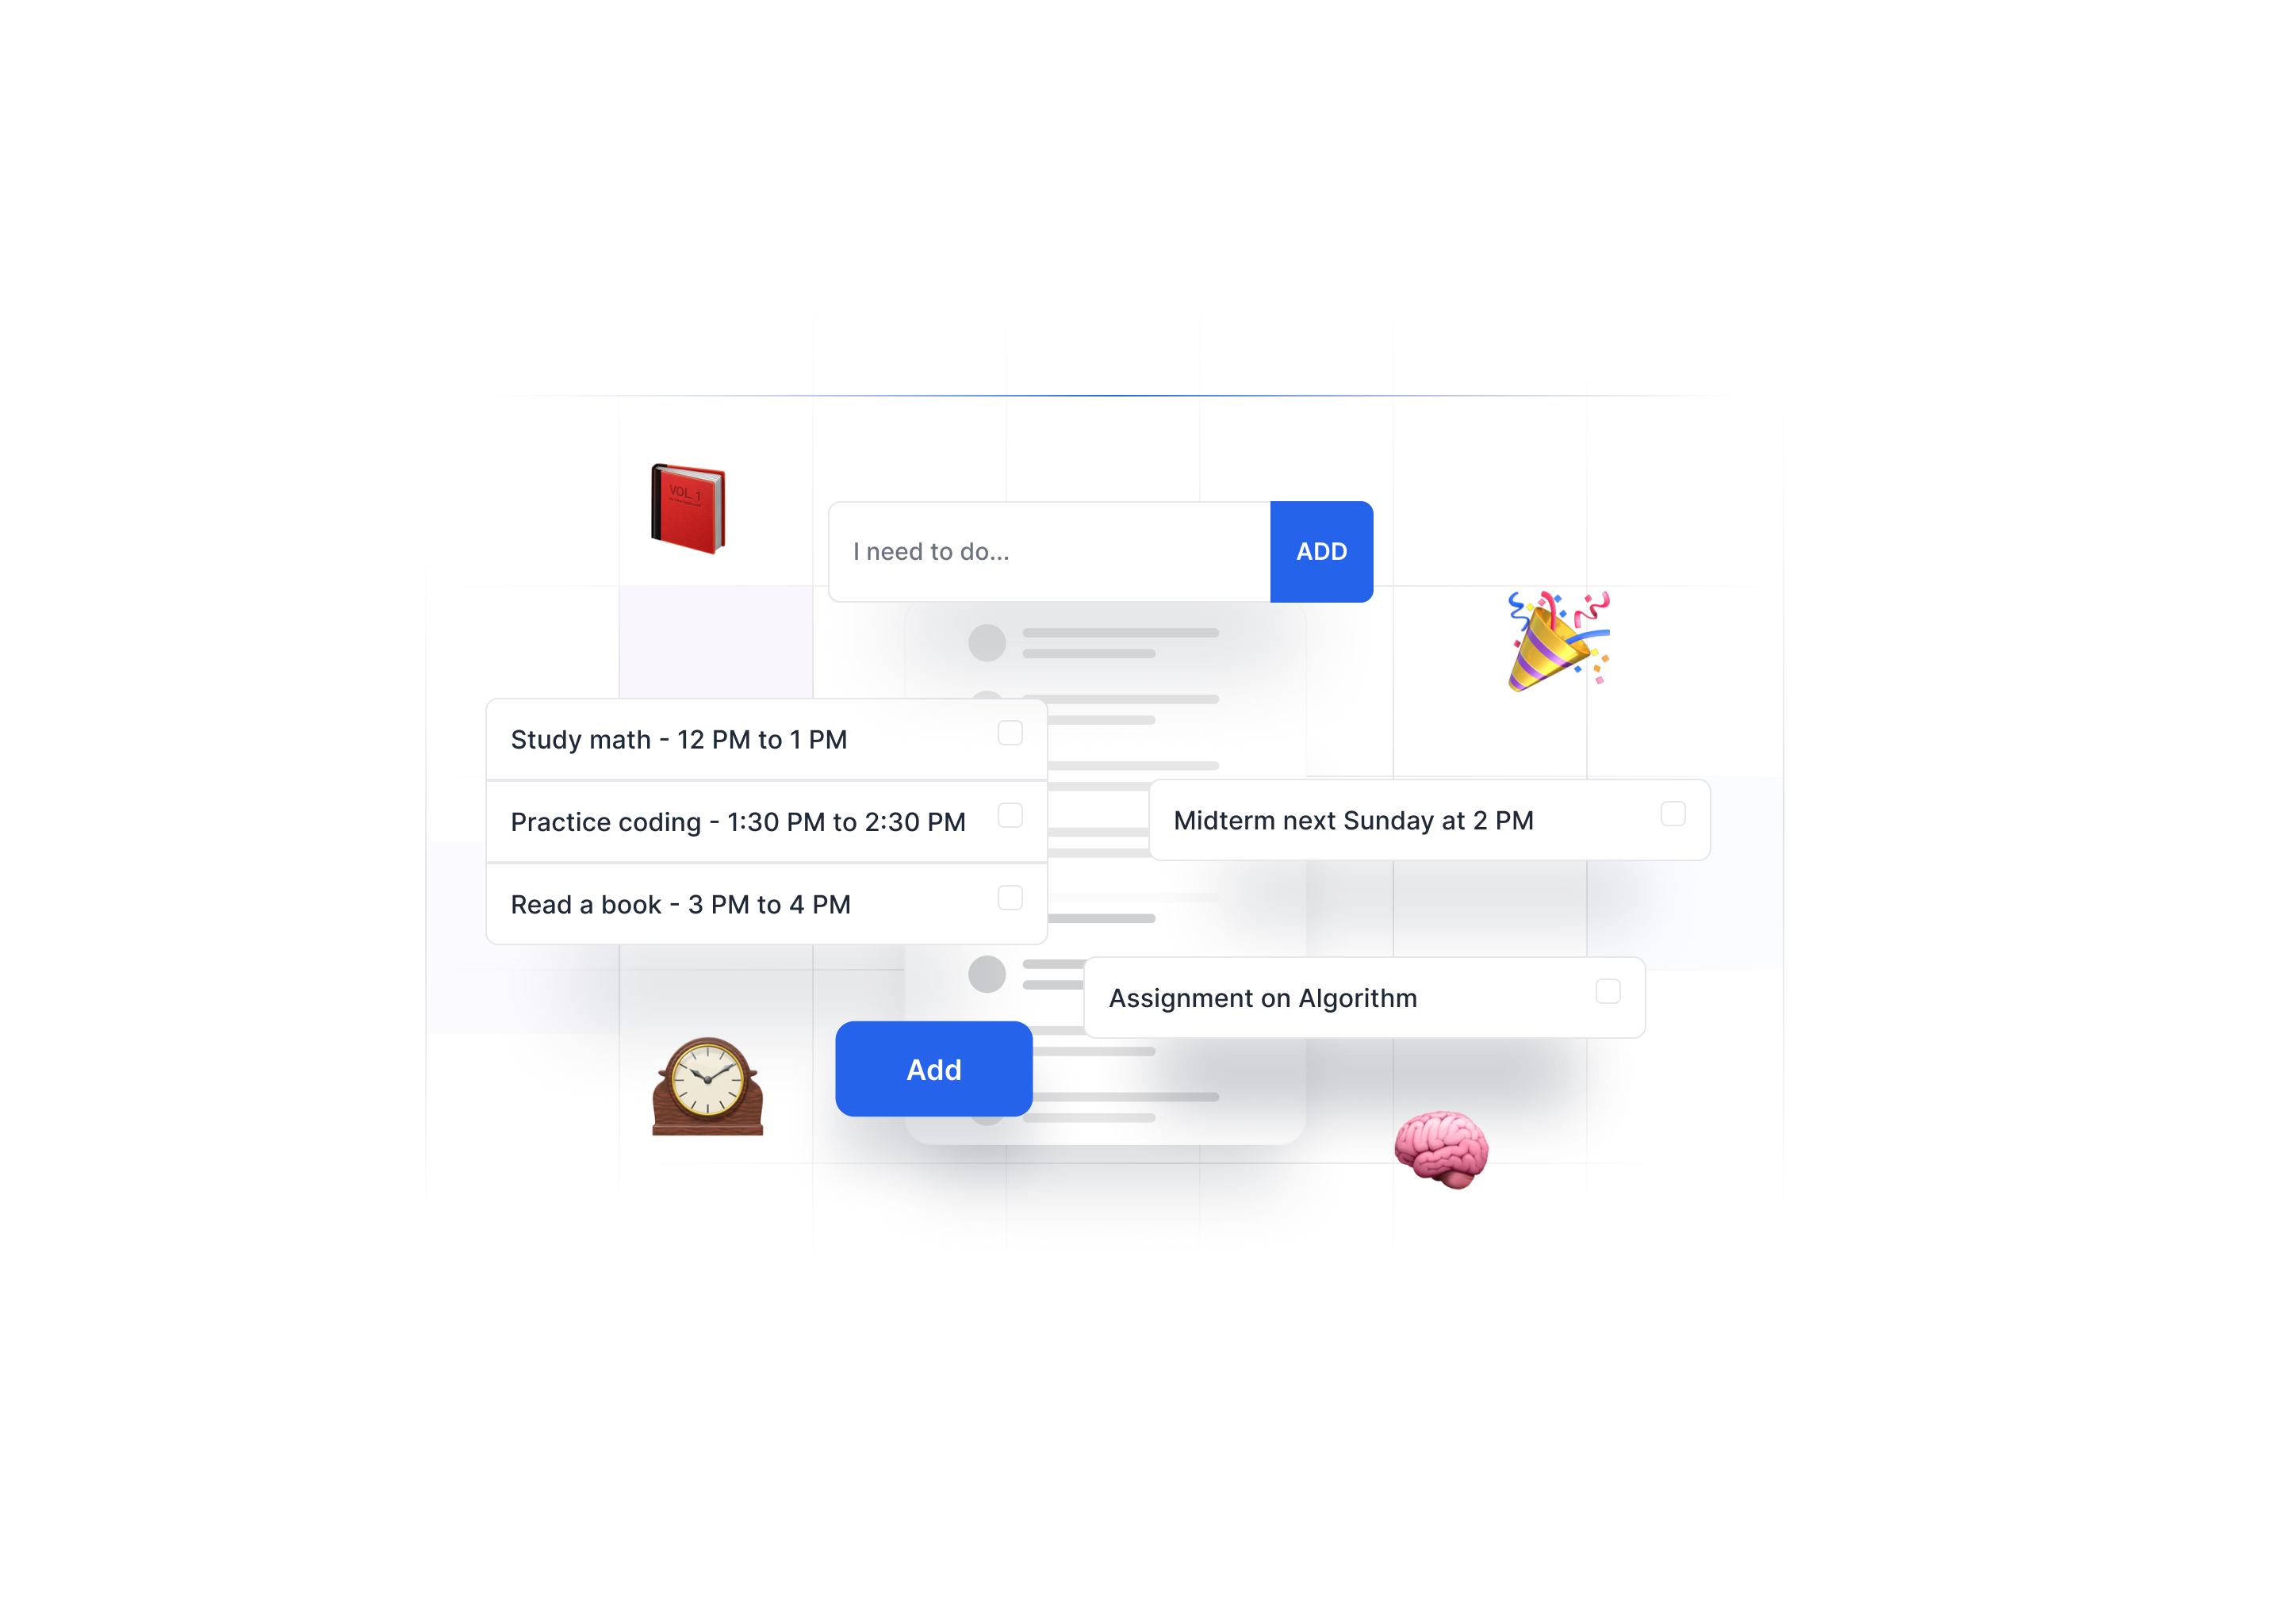 VOL. 1
I need to do...
ADD
Study math - 12 PM to 1 PM
Practice coding - 1:30 PM to 2:30 PM
Read a book - 3 PM to 4 PM
Midterm next Sunday at 2 PM
Assignment on Algorithm
Add